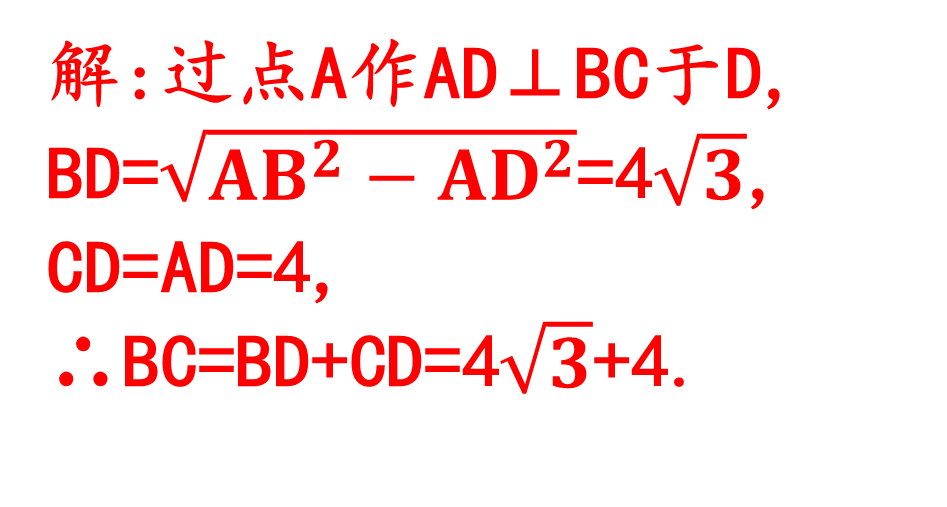 解:过点A作AD⊥BC于D,
BD=√(AB² − AD²)=4√3,
CD=AD=4,
∴BC=BD+CD=4√3+4.